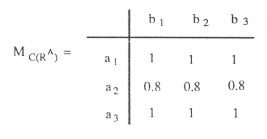 b 1 b 2 b 3
M C(R^A) =
a 1 1 1 1
a 2 0.8 0.8 0.8
a 3 1 1 1